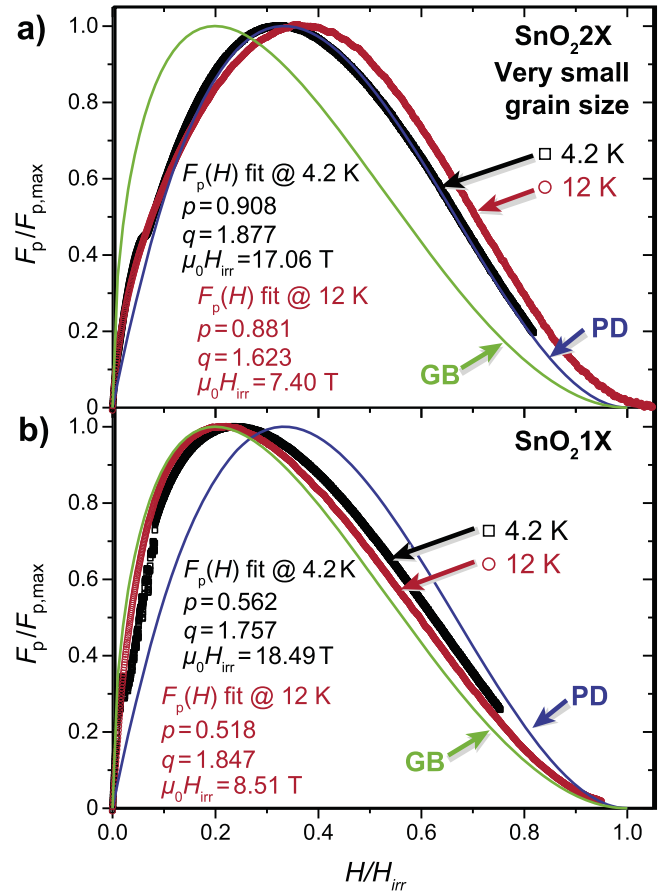 a)
SnO₂2X
Very small
grain size
1.0
0.8
0.6
0.4
0.2
0
Fₚ/Fₚ,ₘₐₓ
4.2 K
12 K
Fₚ(H) fit @ 4.2 K
p=0.908
q=1.877
μ₀Hᵢᵣᵣ=17.06 T
Fₚ(H) fit @ 12 K
p=0.881
q=1.623
μ₀Hᵢᵣᵣ=7.40 T
PD
GB
b)
SnO₂1X
1.0
0.8
0.6
0.4
0.2
0
Fₚ/Fₚ,ₘₐₓ
4.2 K
12 K
Fₚ(H) fit @ 4.2 K
p=0.562
q=1.757
μ₀Hᵢᵣᵣ=18.49 T
Fₚ(H) fit @ 12 K
p=0.518
q=1.847
μ₀Hᵢᵣᵣ=8.51 T
PD
GB
0.0 0.2 0.4 0.6 0.8 1.0
H/Hᵢᵣᵣ